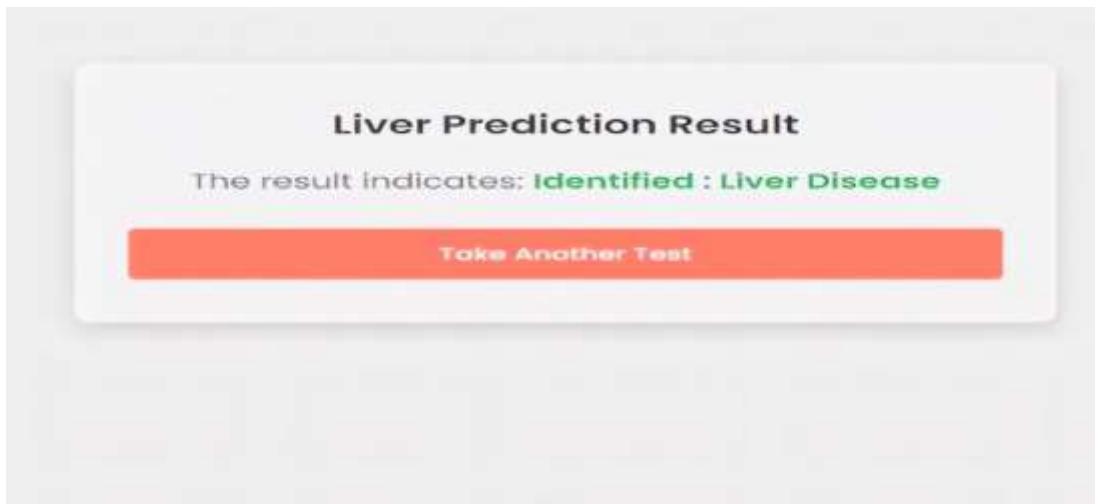 Liver Prediction Result
The result indicates: Identified : Liver Disease
Take Another Test